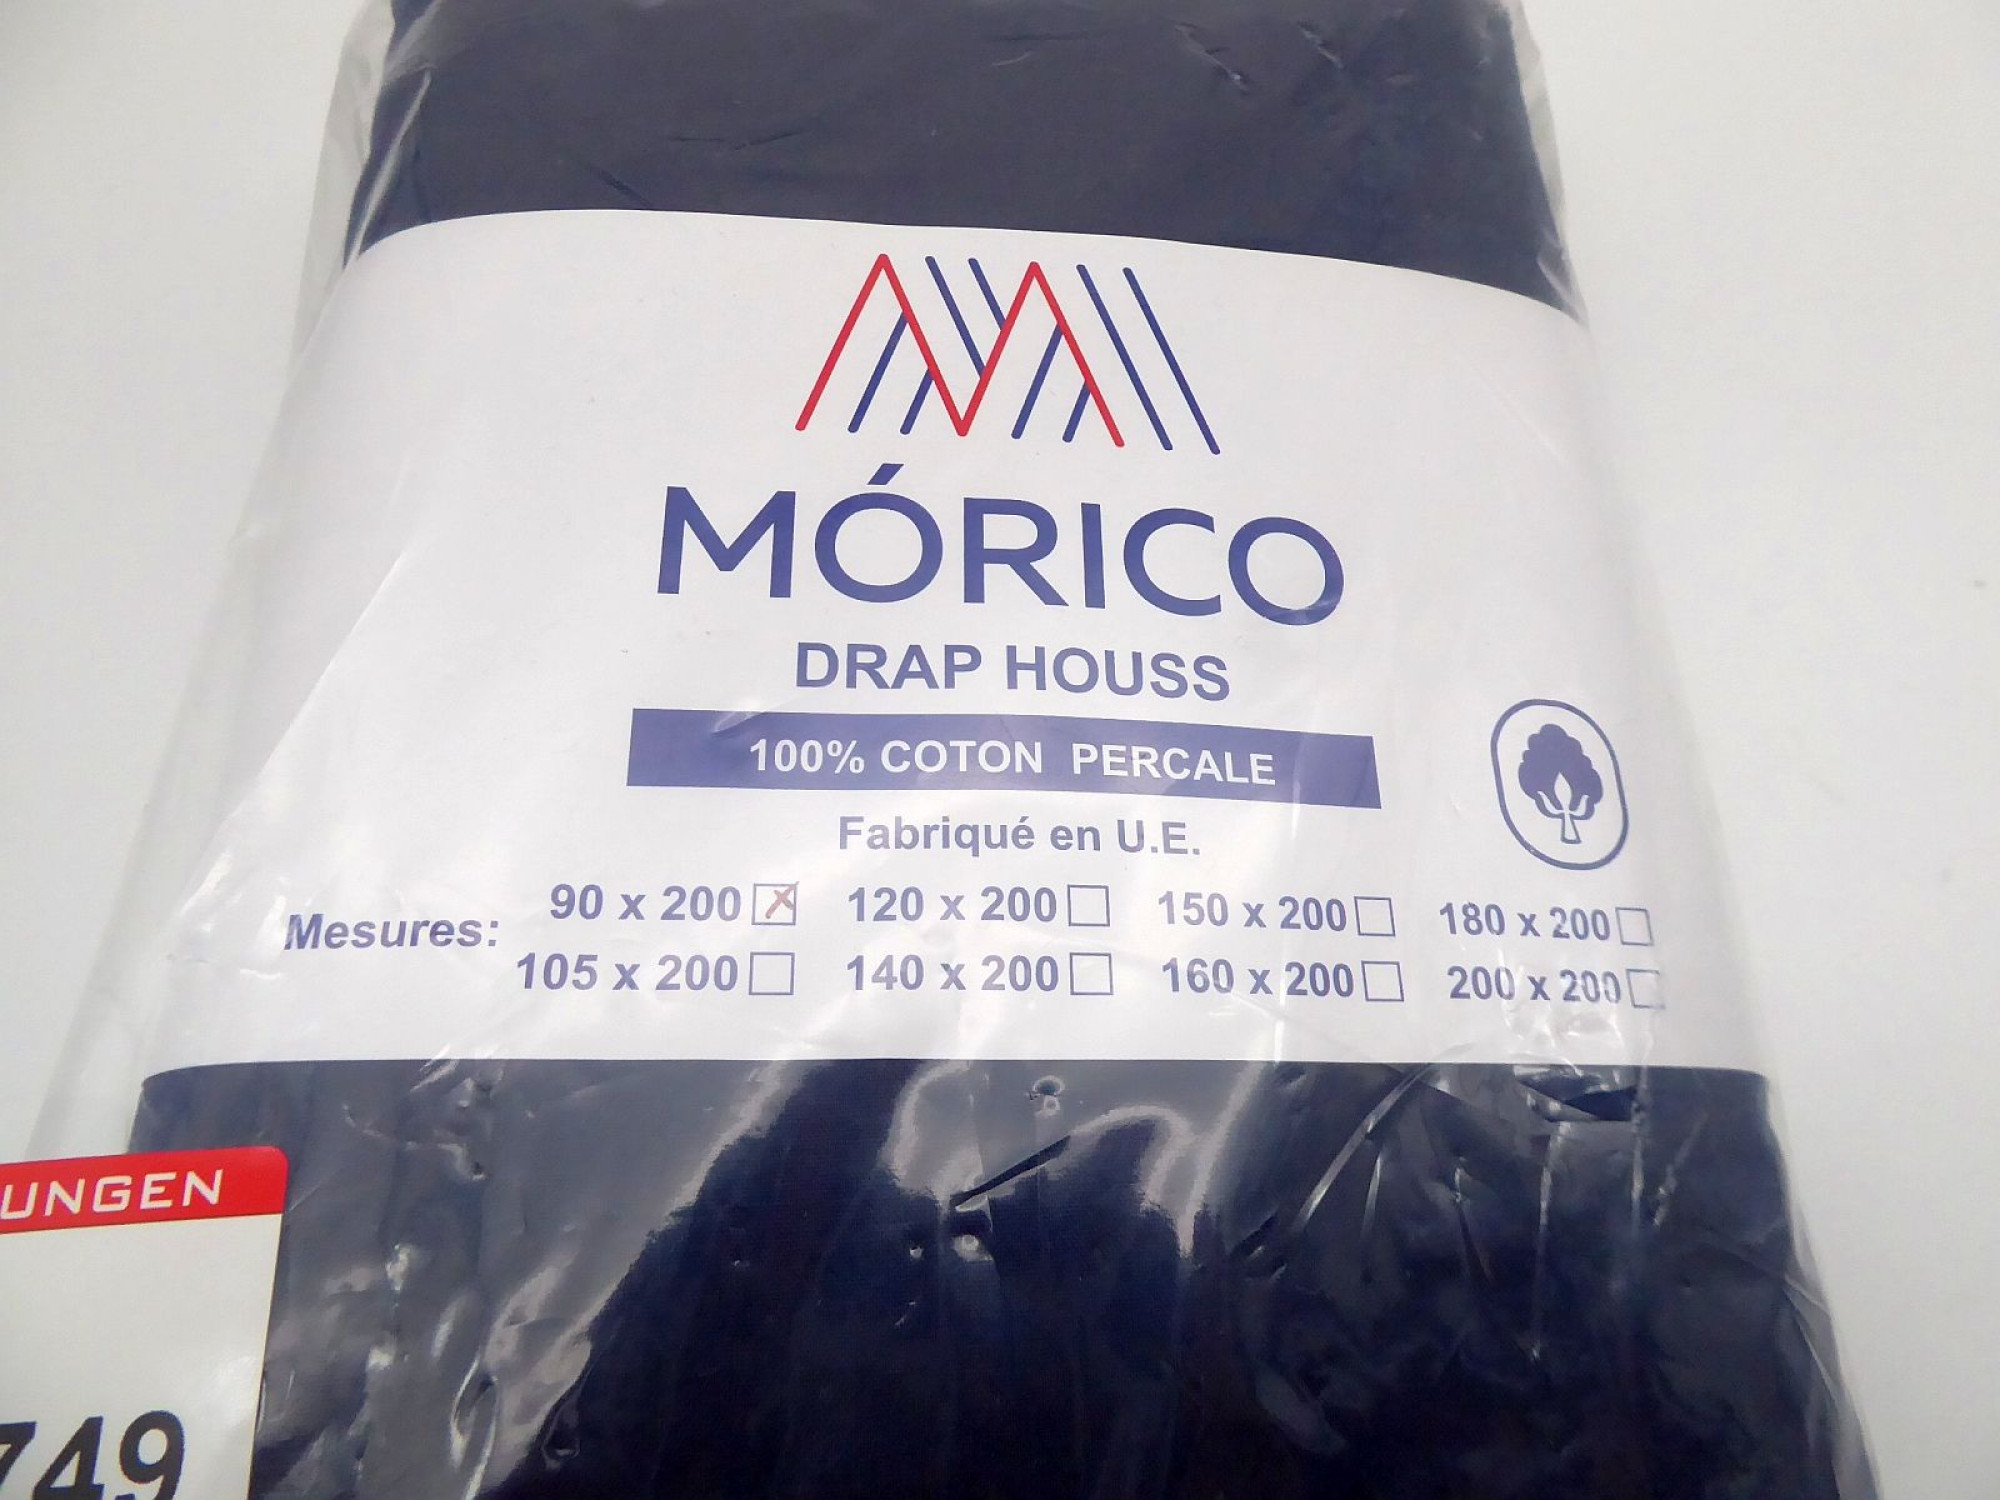 MÓRICO
DRAP HOUSS
100% COTON PERCALE
Fabriqué en U.E.
Mesures:
90 x 200 ☒ 120 x 200 ☐ 150 x 200 ☐ 180 x 200 ☐
105 x 200 ☐ 140 x 200 ☐ 160 x 200 ☐ 200 x 200 ☐
UNGEN
749